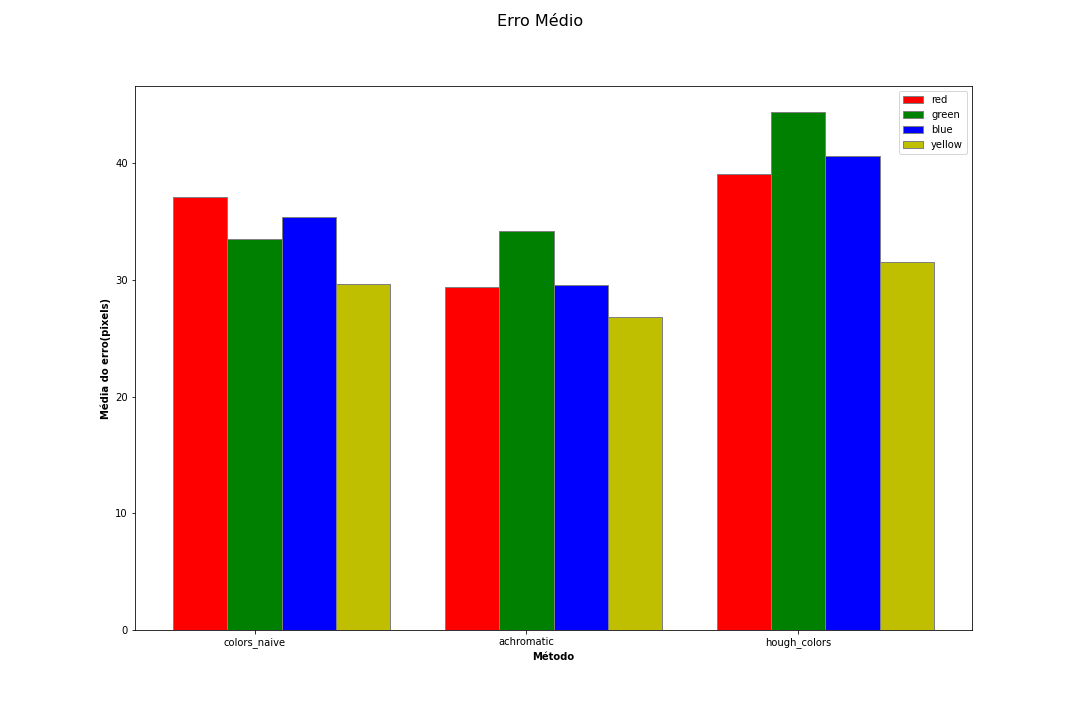 Erro Médio
red
green
blue
yellow
Média do erro(pixels)
40
30
20
10
0
colors_naive
achromatic
hough_colors
Método